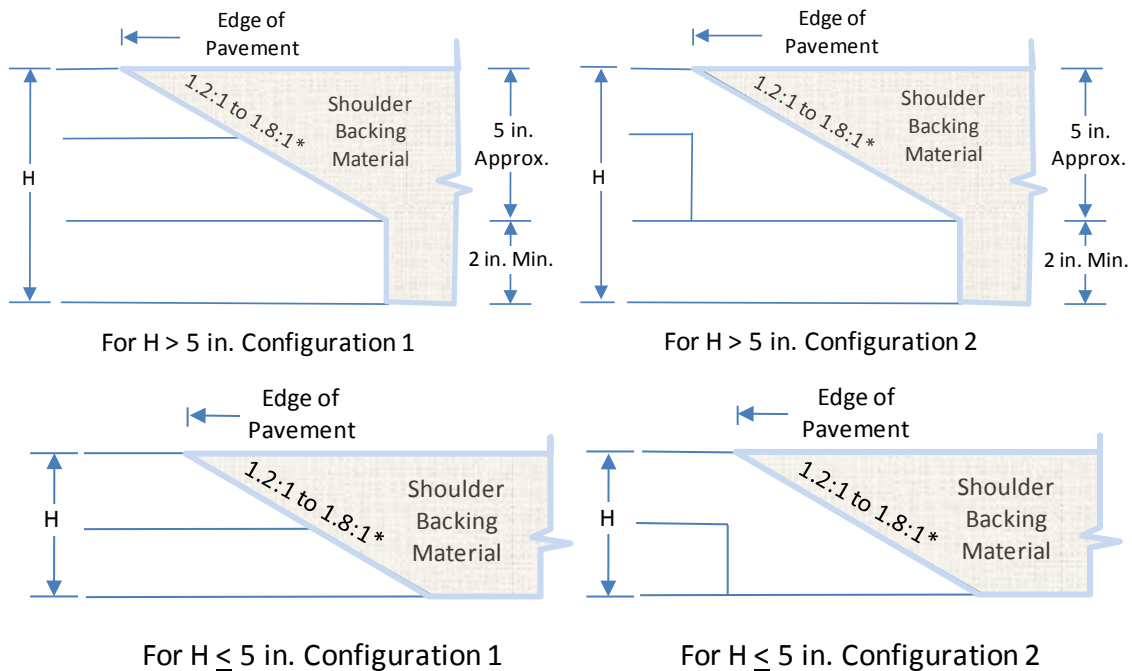 Edge of
Pavement
H
1.2:1 to 1.8:1*
Shoulder
Backing
Material
5 in.
Approx.
2 in. Min.
For H > 5 in. Configuration 1
Edge of
Pavement
H
1.2:1 to 1.8:1*
Shoulder
Backing
Material
5 in.
Approx.
2 in. Min.
For H > 5 in. Configuration 2
Edge of
Pavement
H
1.2:1 to 1.8:1*
Shoulder
Backing
Material
For H ≤ 5 in. Configuration 1
Edge of
Pavement
H
1.2:1 to 1.8:1*
Shoulder
Backing
Material
For H ≤ 5 in. Configuration 2